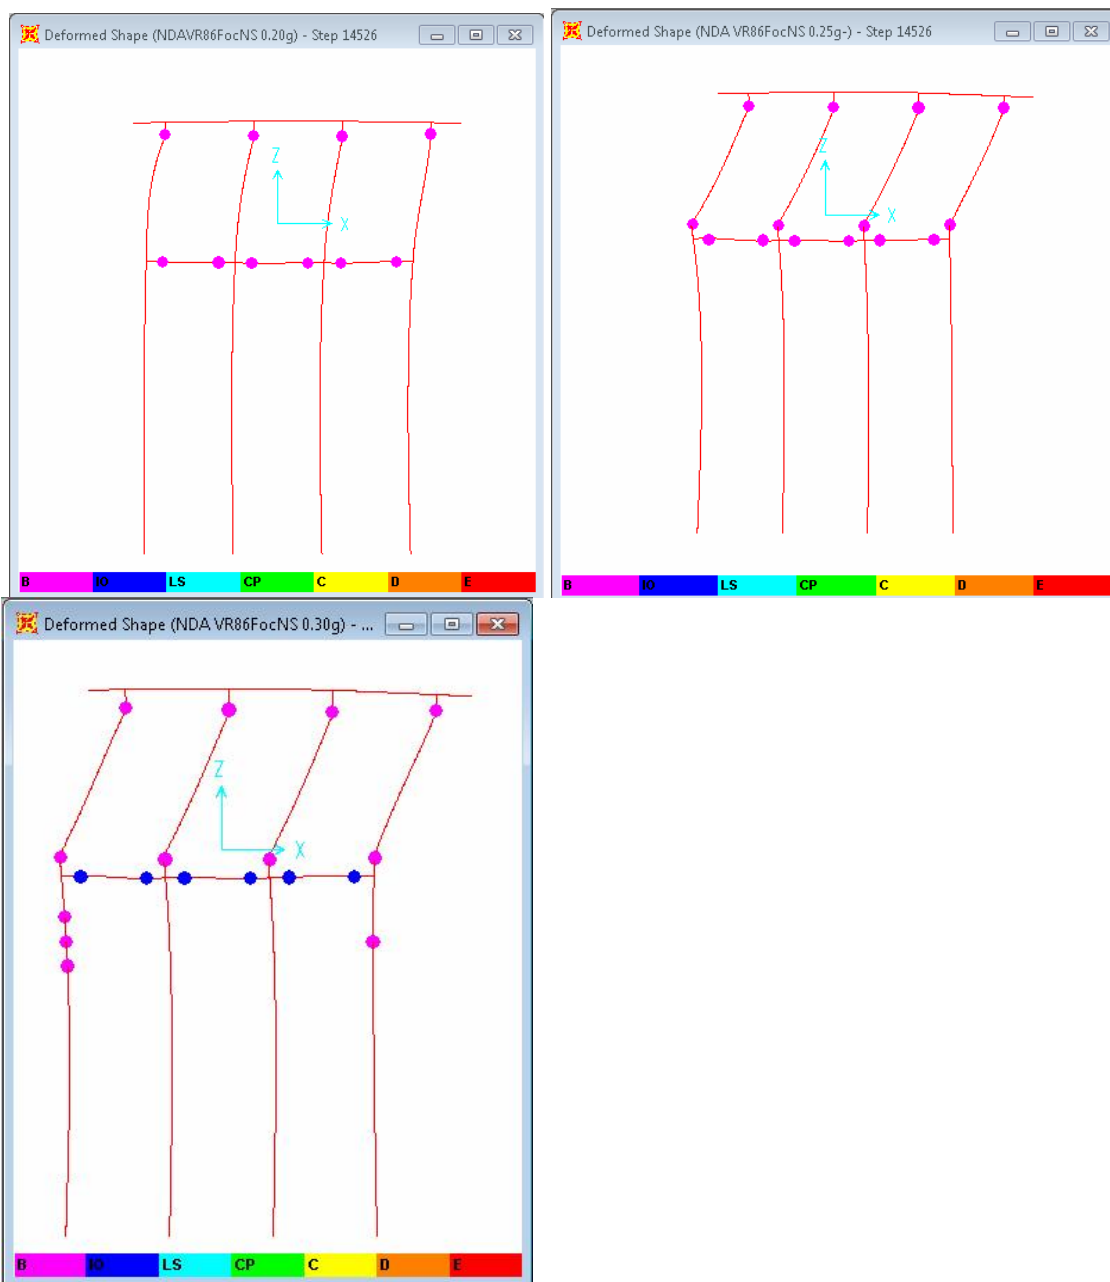 Deformed Shape (NDAVR86FocNS 0.20g) - Step 14526
Z
X
B IO LS CP C D E
Deformed Shape (NDA VR86FocNS 0.25g-) - Step 14526
Z
X
B IO LS CP C D E
Deformed Shape (NDA VR86FocNS 0.30g) - ...
Z
X
B IO LS CP C D E